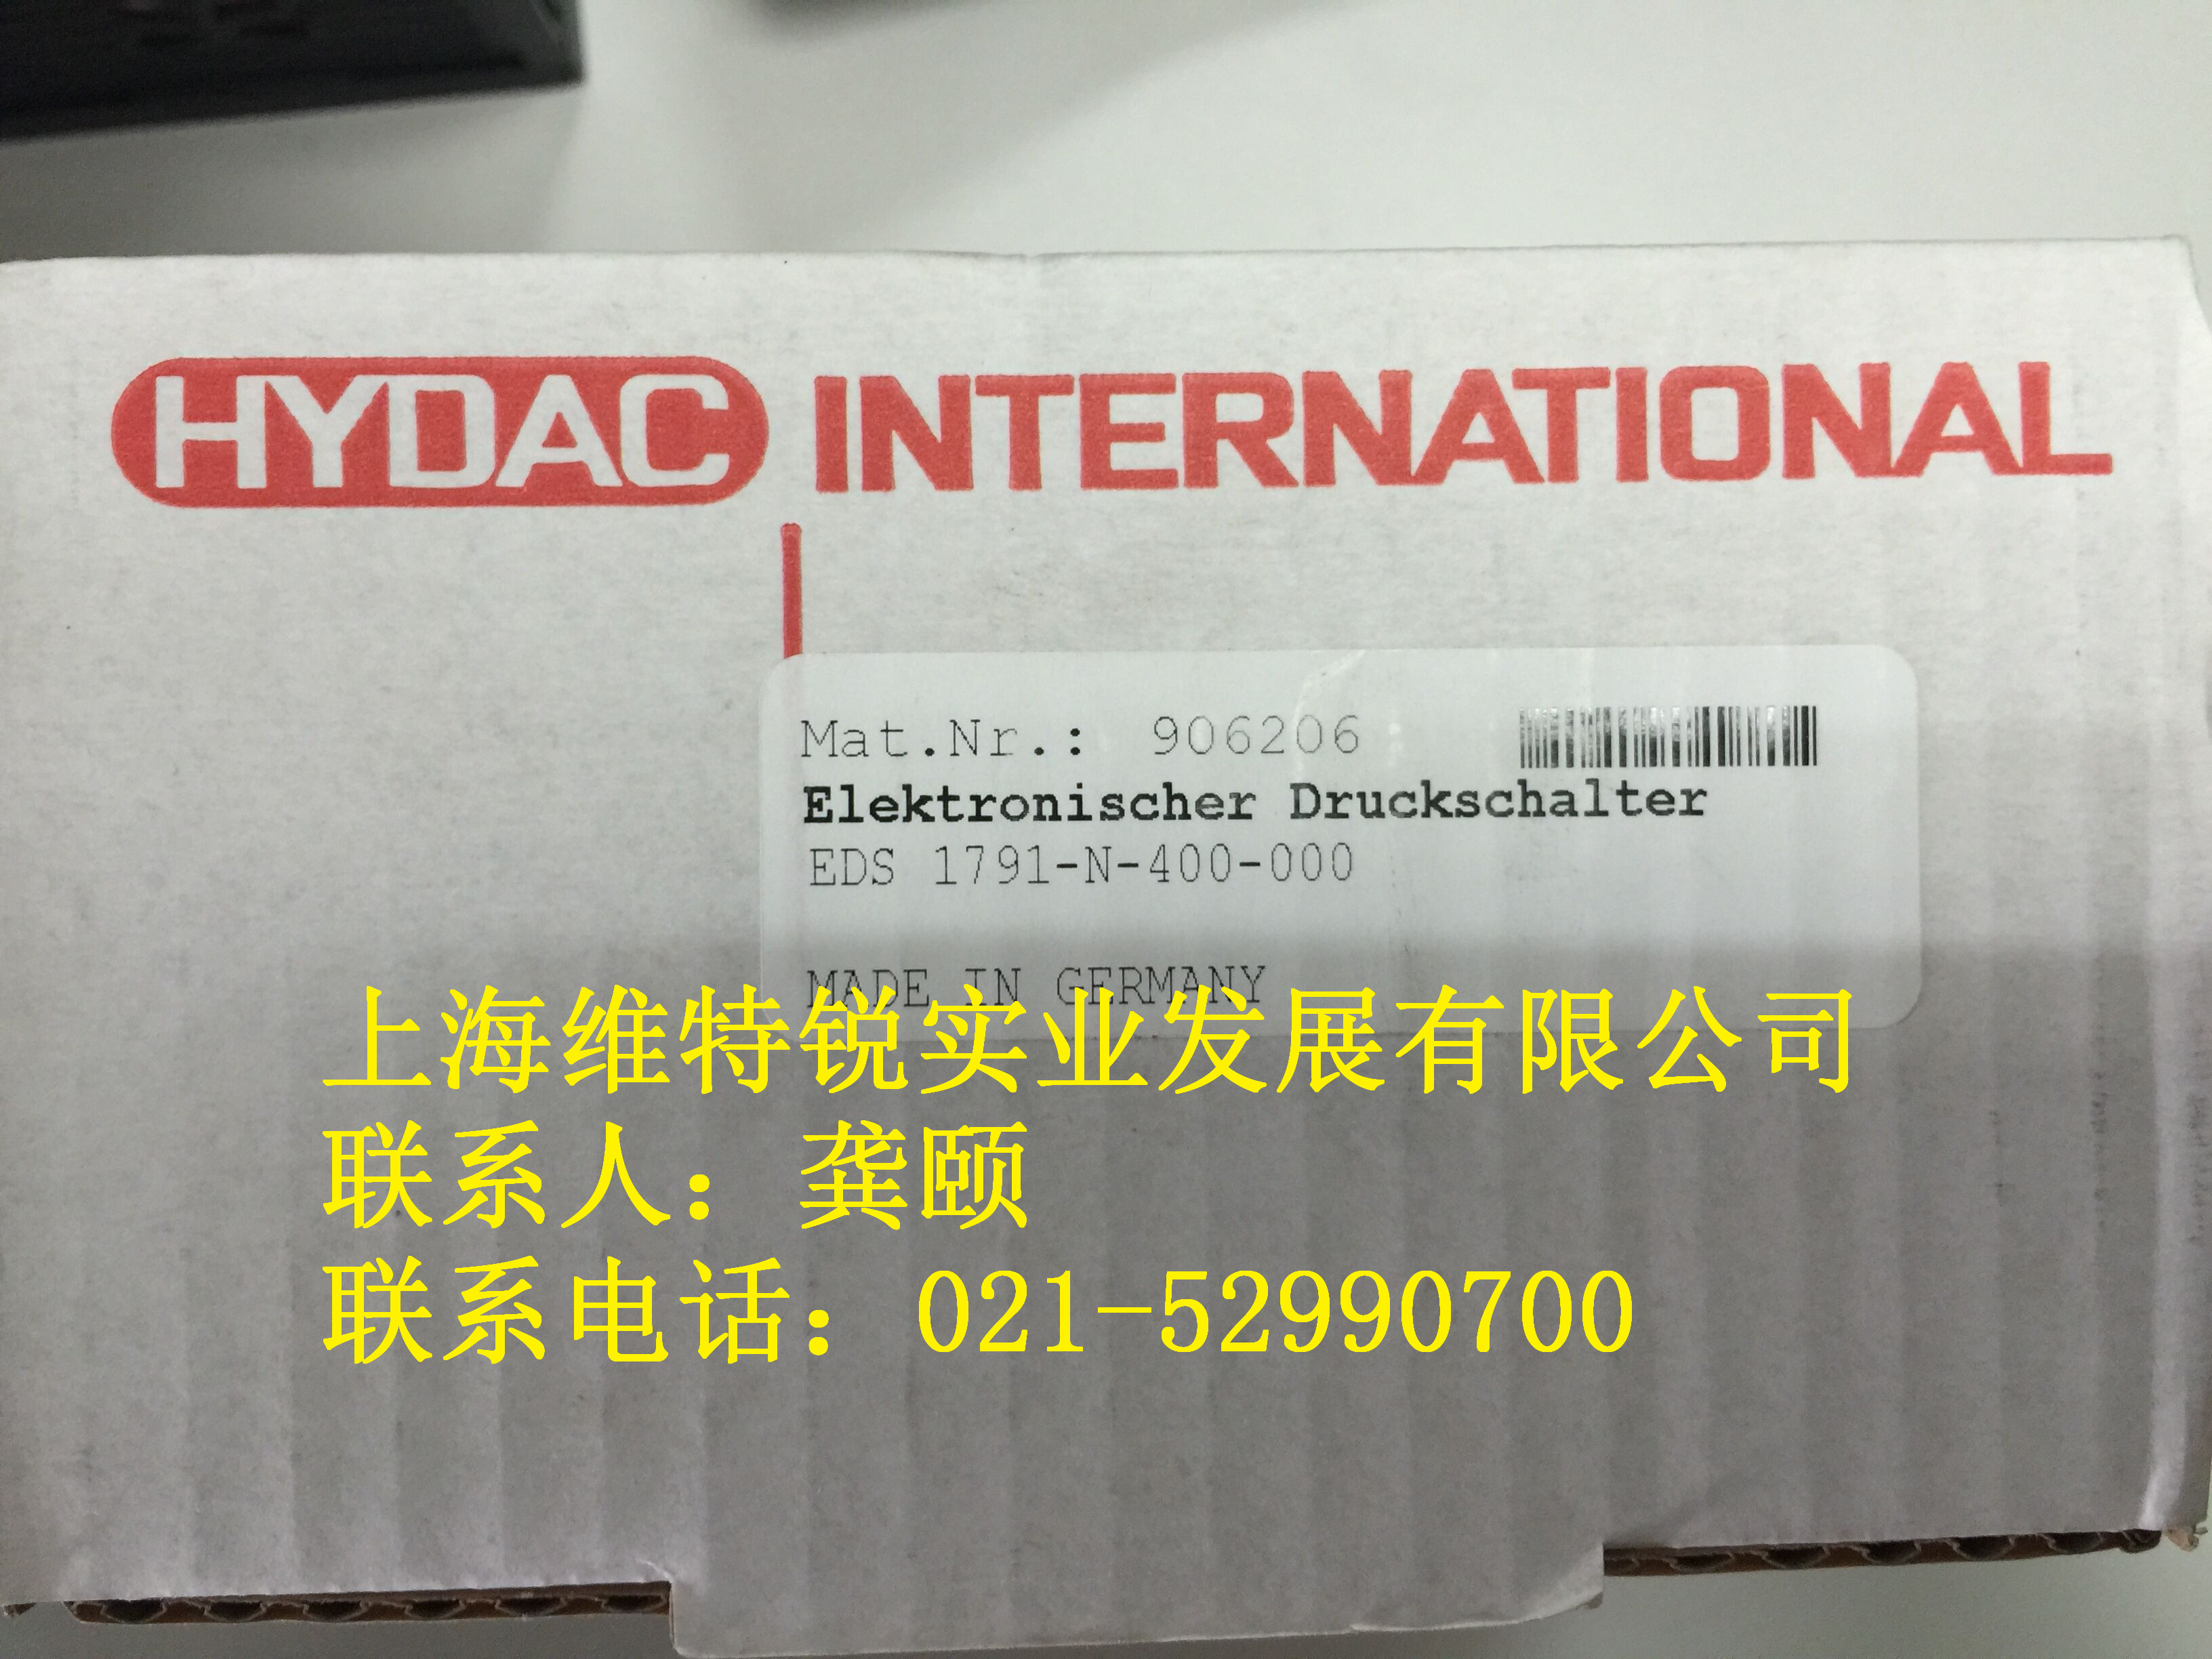 HYDAC INTERNATIONAL
Mat.Nr.: 906206
Elektronischer Druckschalter
EDS 1791-N-400-000
MADE IN GERMANY
上海维特锐实业发展有限公司
联系人：龚颐
联系电话：021-52990700